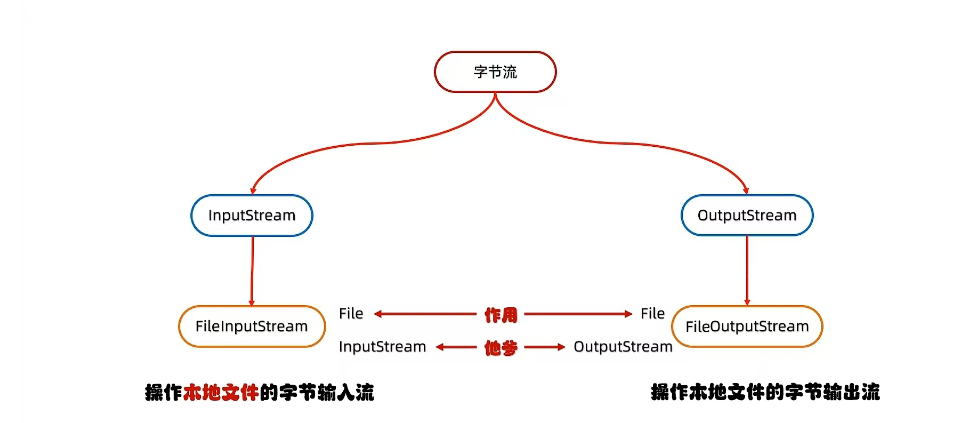 字节流
InputStream
OutputStream
FileInputStream
File
作用
File
FileOutputStream
InputStream
他爹
OutputStream
操作本地文件的字节输入流
操作本地文件的字节输出流